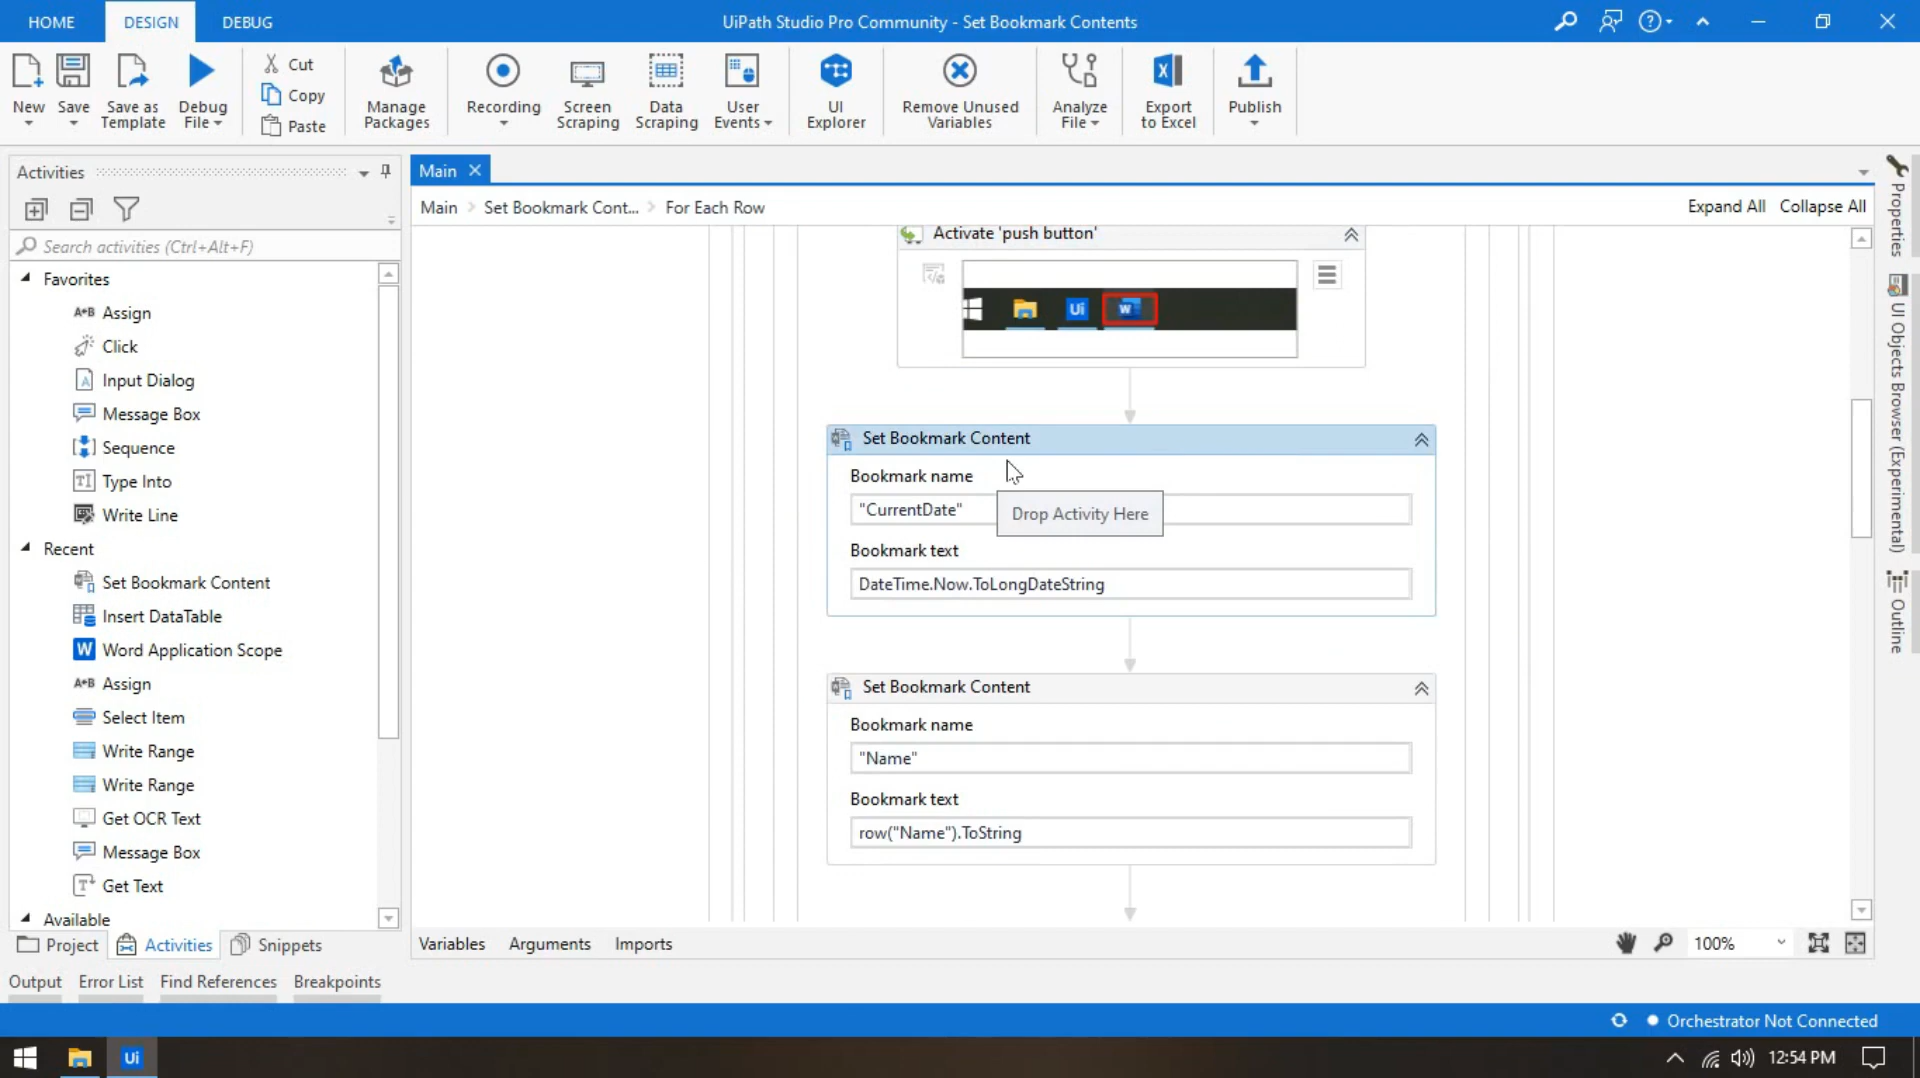 HOME DESIGN DEBUG
UiPath Studio Pro Community - Set Bookmark Contents
New
Save
Save as Template
Debug File
Cut
Copy
Paste
Manage Packages
Recording
Screen Scraping
Data Scraping
User Events
UI Explorer
Remove Unused Variables
Analyze File
Export to Excel
Publish
Activities
Search activities (Ctrl+Alt+F)
Favorites
Assign
Click
Input Dialog
Message Box
Sequence
Type Into
Write Line
Recent
Set Bookmark Content
Insert DataTable
Word Application Scope
Assign
Select Item
Write Range
Write Range
Get OCR Text
Message Box
Get Text
Available
Project Activities Snippets
Main
Main > Set Bookmark Cont... > For Each Row
Expand All Collapse All
Activate 'push button'
Ui
W
Set Bookmark Content
Bookmark name
"CurrentDate"
Drop Activity Here
Bookmark text
DateTime.Now.ToLongDateString
Set Bookmark Content
Bookmark name
"Name"
Bookmark text
row("Name").ToString
Variables Arguments Imports
100%
Properties
UI Objects Browser (Experimental)
Outline
Output Error List Find References Breakpoints
Orchestrator Not Connected
Ui
12:54 PM